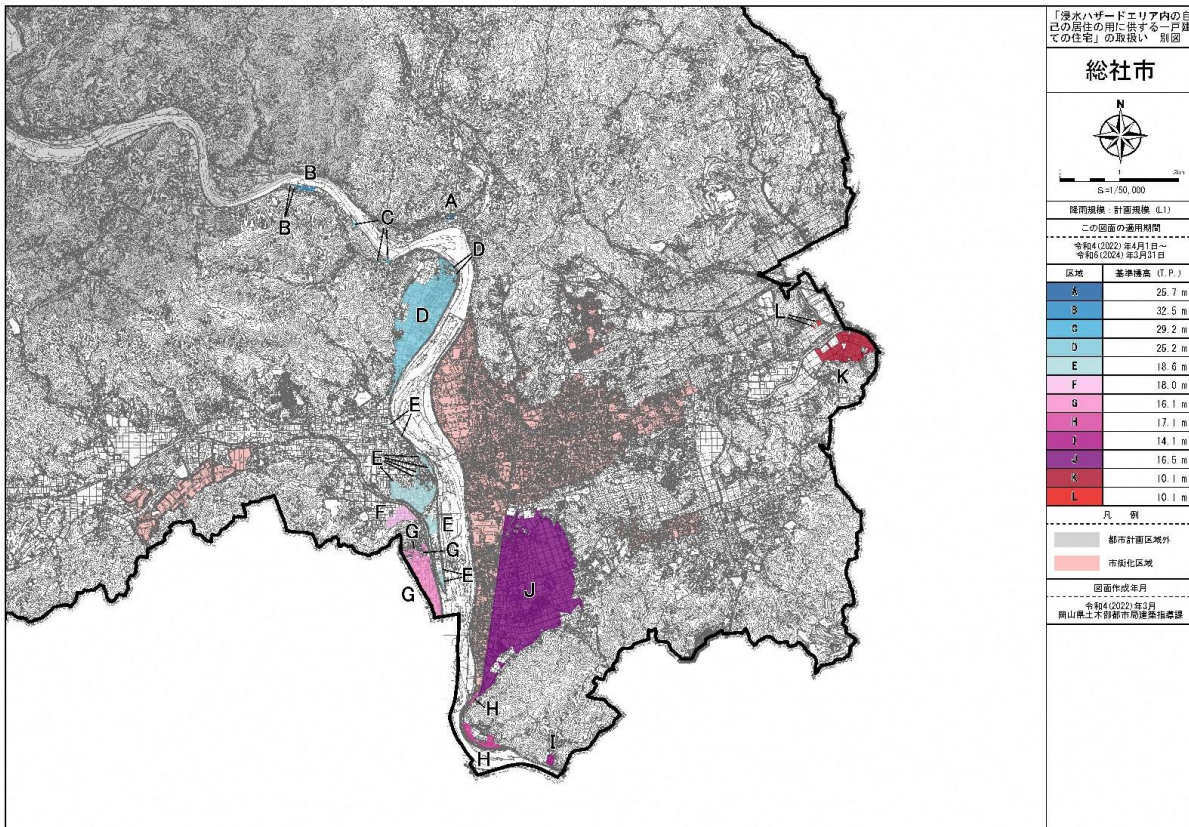 「浸水ハザードエリア内の自
己の居住の用に供する一戸建
ての住宅」の取扱い 別図
総社市
N
S=1/50,000
降雨規模:計画規模 (L1)
この図面の適用期間
令和4(2022)年4月1日~
令和6(2024)年3月31日
区域 基準標高 (T.P.)
A 25.7 m
B 32.5 m
C 29.2 m
D 25.2 m
E 18.6 m
F 18.0 m
G 16.1 m
H 17.1 m
I 14.1 m
J 16.5 m
K 10.1 m
L 10.1 m
凡 例
都市計画区域外
市街化区域
図面作成年月
令和4(2022)年3月
岡山県土木部都市局建築指導課
B
B
A
C
D
D
L
K
E
E
F
E
G
G
E
G
J
H
I
H